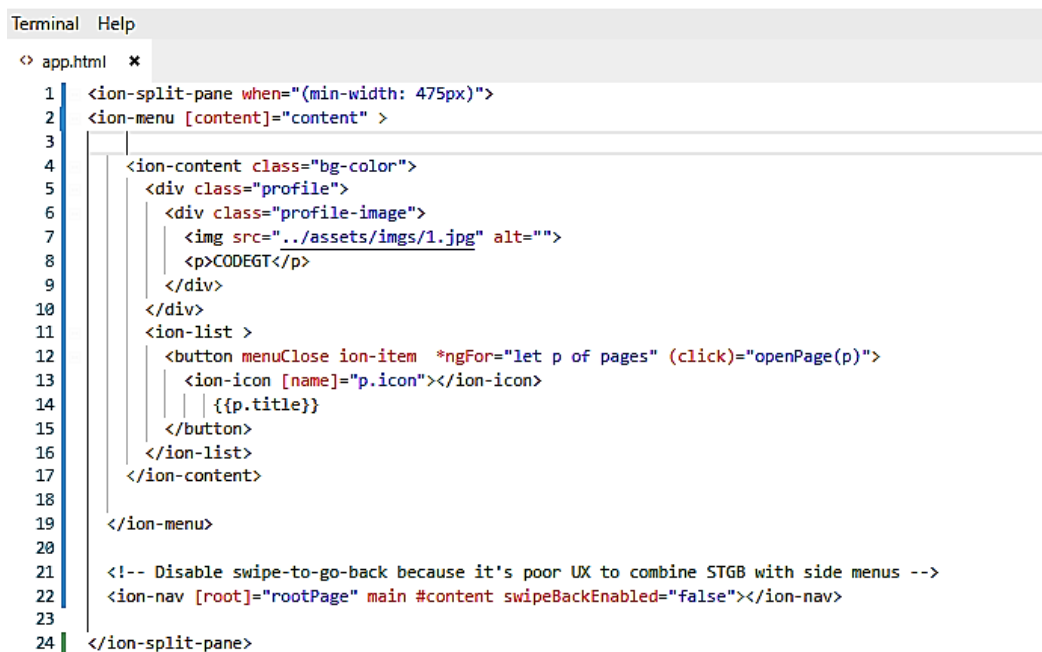 Terminal Help
<> app.html ×
1 <ion-split-pane when="(min-width: 475px)">
2 <ion-menu [content]="content" >
3
4 <ion-content class="bg-color">
5 <div class="profile">
6 <div class="profile-image">
7 <img src="../assets/imgs/1.jpg" alt="">
8 <p>CODEGT</p>
9 </div>
10 </div>
11 <ion-list >
12 <button menuClose ion-item  *ngFor="let p of pages" (click)="openPage(p)">
13 <ion-icon [name]="p.icon"></ion-icon>
14 {{p.title}}
15 </button>
16 </ion-list>
17 </ion-content>
18
19 </ion-menu>
20
21 <!-- Disable swipe-to-go-back because it's poor UX to combine STGB with side menus -->
22 <ion-nav [root]="rootPage" main #content swipeBackEnabled="false"></ion-nav>
23
24 </ion-split-pane>